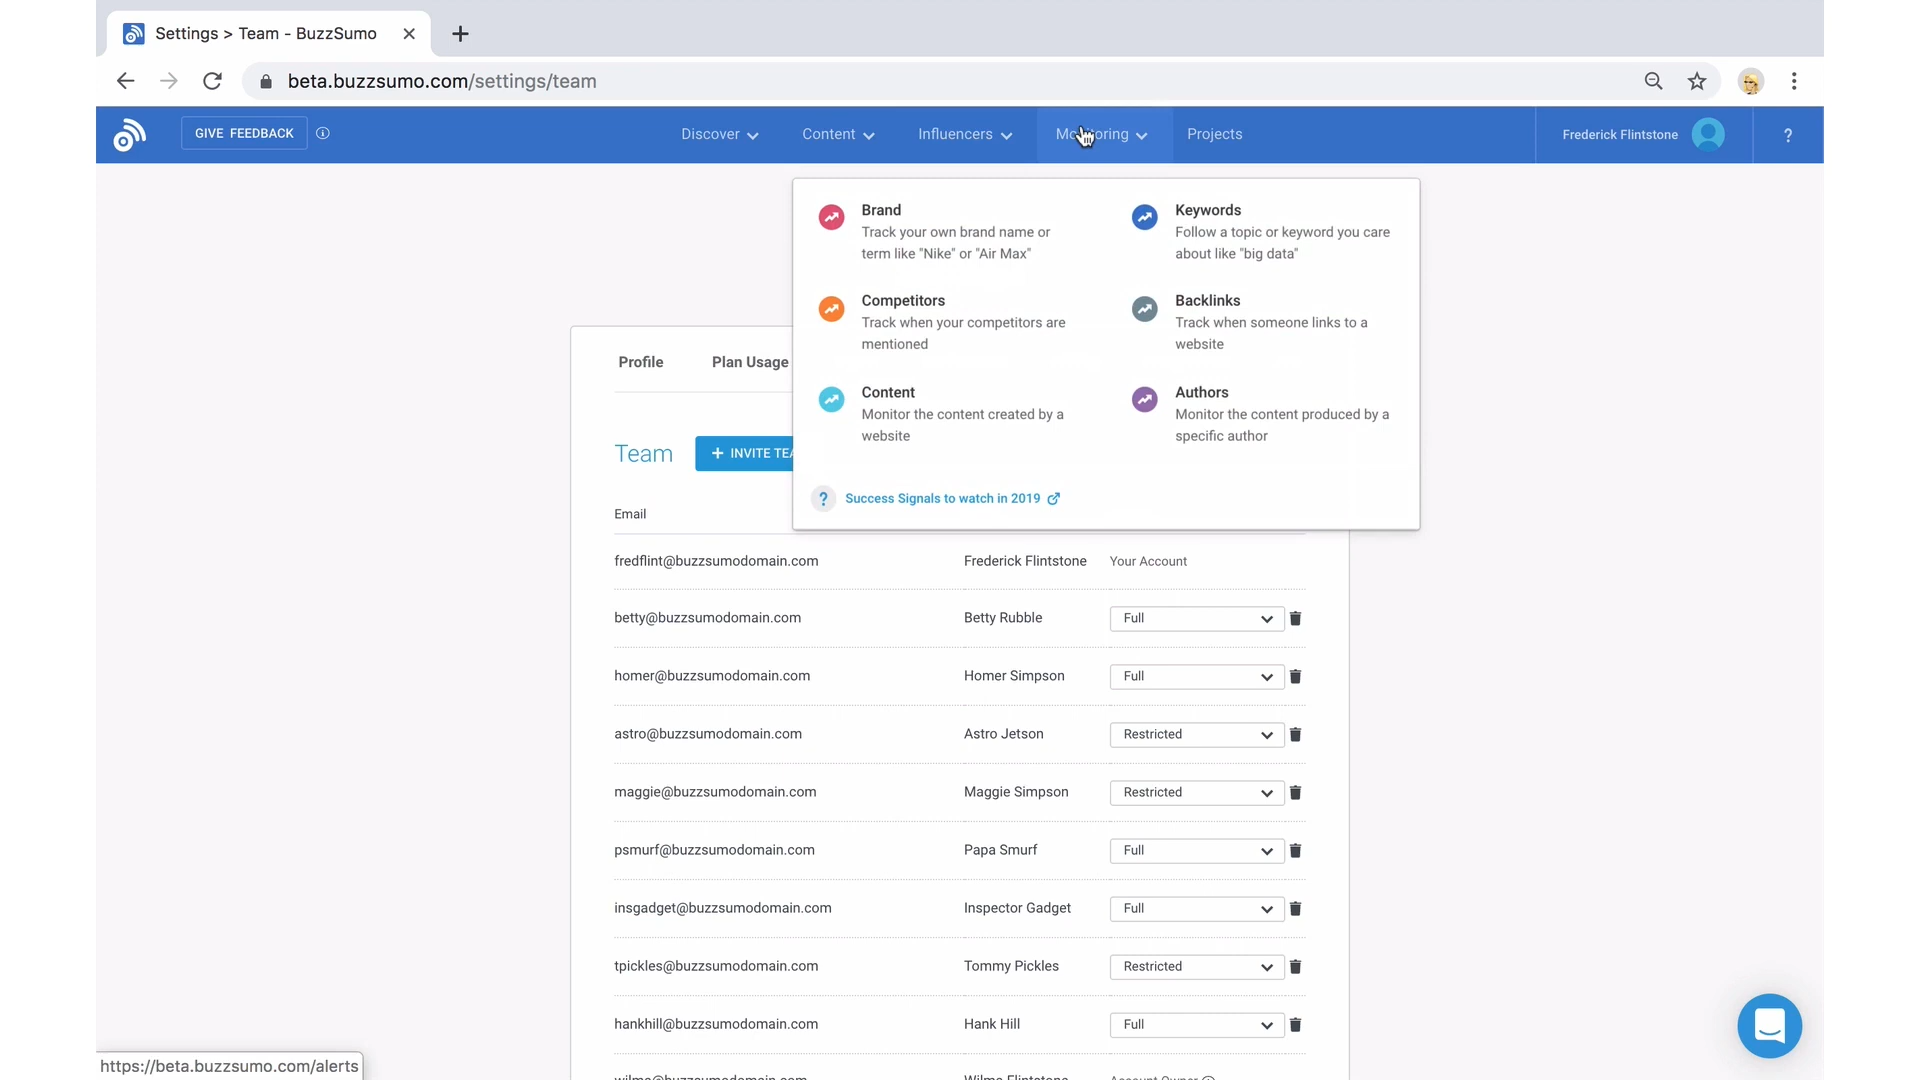 Settings > Team - BuzzSumo
beta.buzzsumo.com/settings/team
GIVE FEEDBACK
Discover
Content
Influencers
Projects
Frederick Flintstone
?
Brand
Track your own brand name or
term like "Nike" or "Air Max"
Keywords
Follow a topic or keyword you care
about like "big data"
Competitors
Track when your competitors are
mentioned
Backlinks
Track when someone links to a
website
Content
Monitor the content created by a
website
Authors
Monitor the content produced by a
specific author
? Success Signals to watch in 2019
Profile
Plan Usage
Team
+ INVITE
Email
fredflint@buzzsumodomain.com Frederick Flintstone Your Account
betty@buzzsumodomain.com Betty Rubble Full
homer@buzzsumodomain.com Homer Simpson Full
astro@buzzsumodomain.com Astro Jetson Restricted
maggie@buzzsumodomain.com Maggie Simpson Restricted
psmurf@buzzsumodomain.com Papa Smurf Full
insgadget@buzzsumodomain.com Inspector Gadget Full
tpickles@buzzsumodomain.com Tommy Pickles Restricted
hankhill@buzzsumodomain.com Hank Hill Full
https://beta.buzzsumo.com/alerts